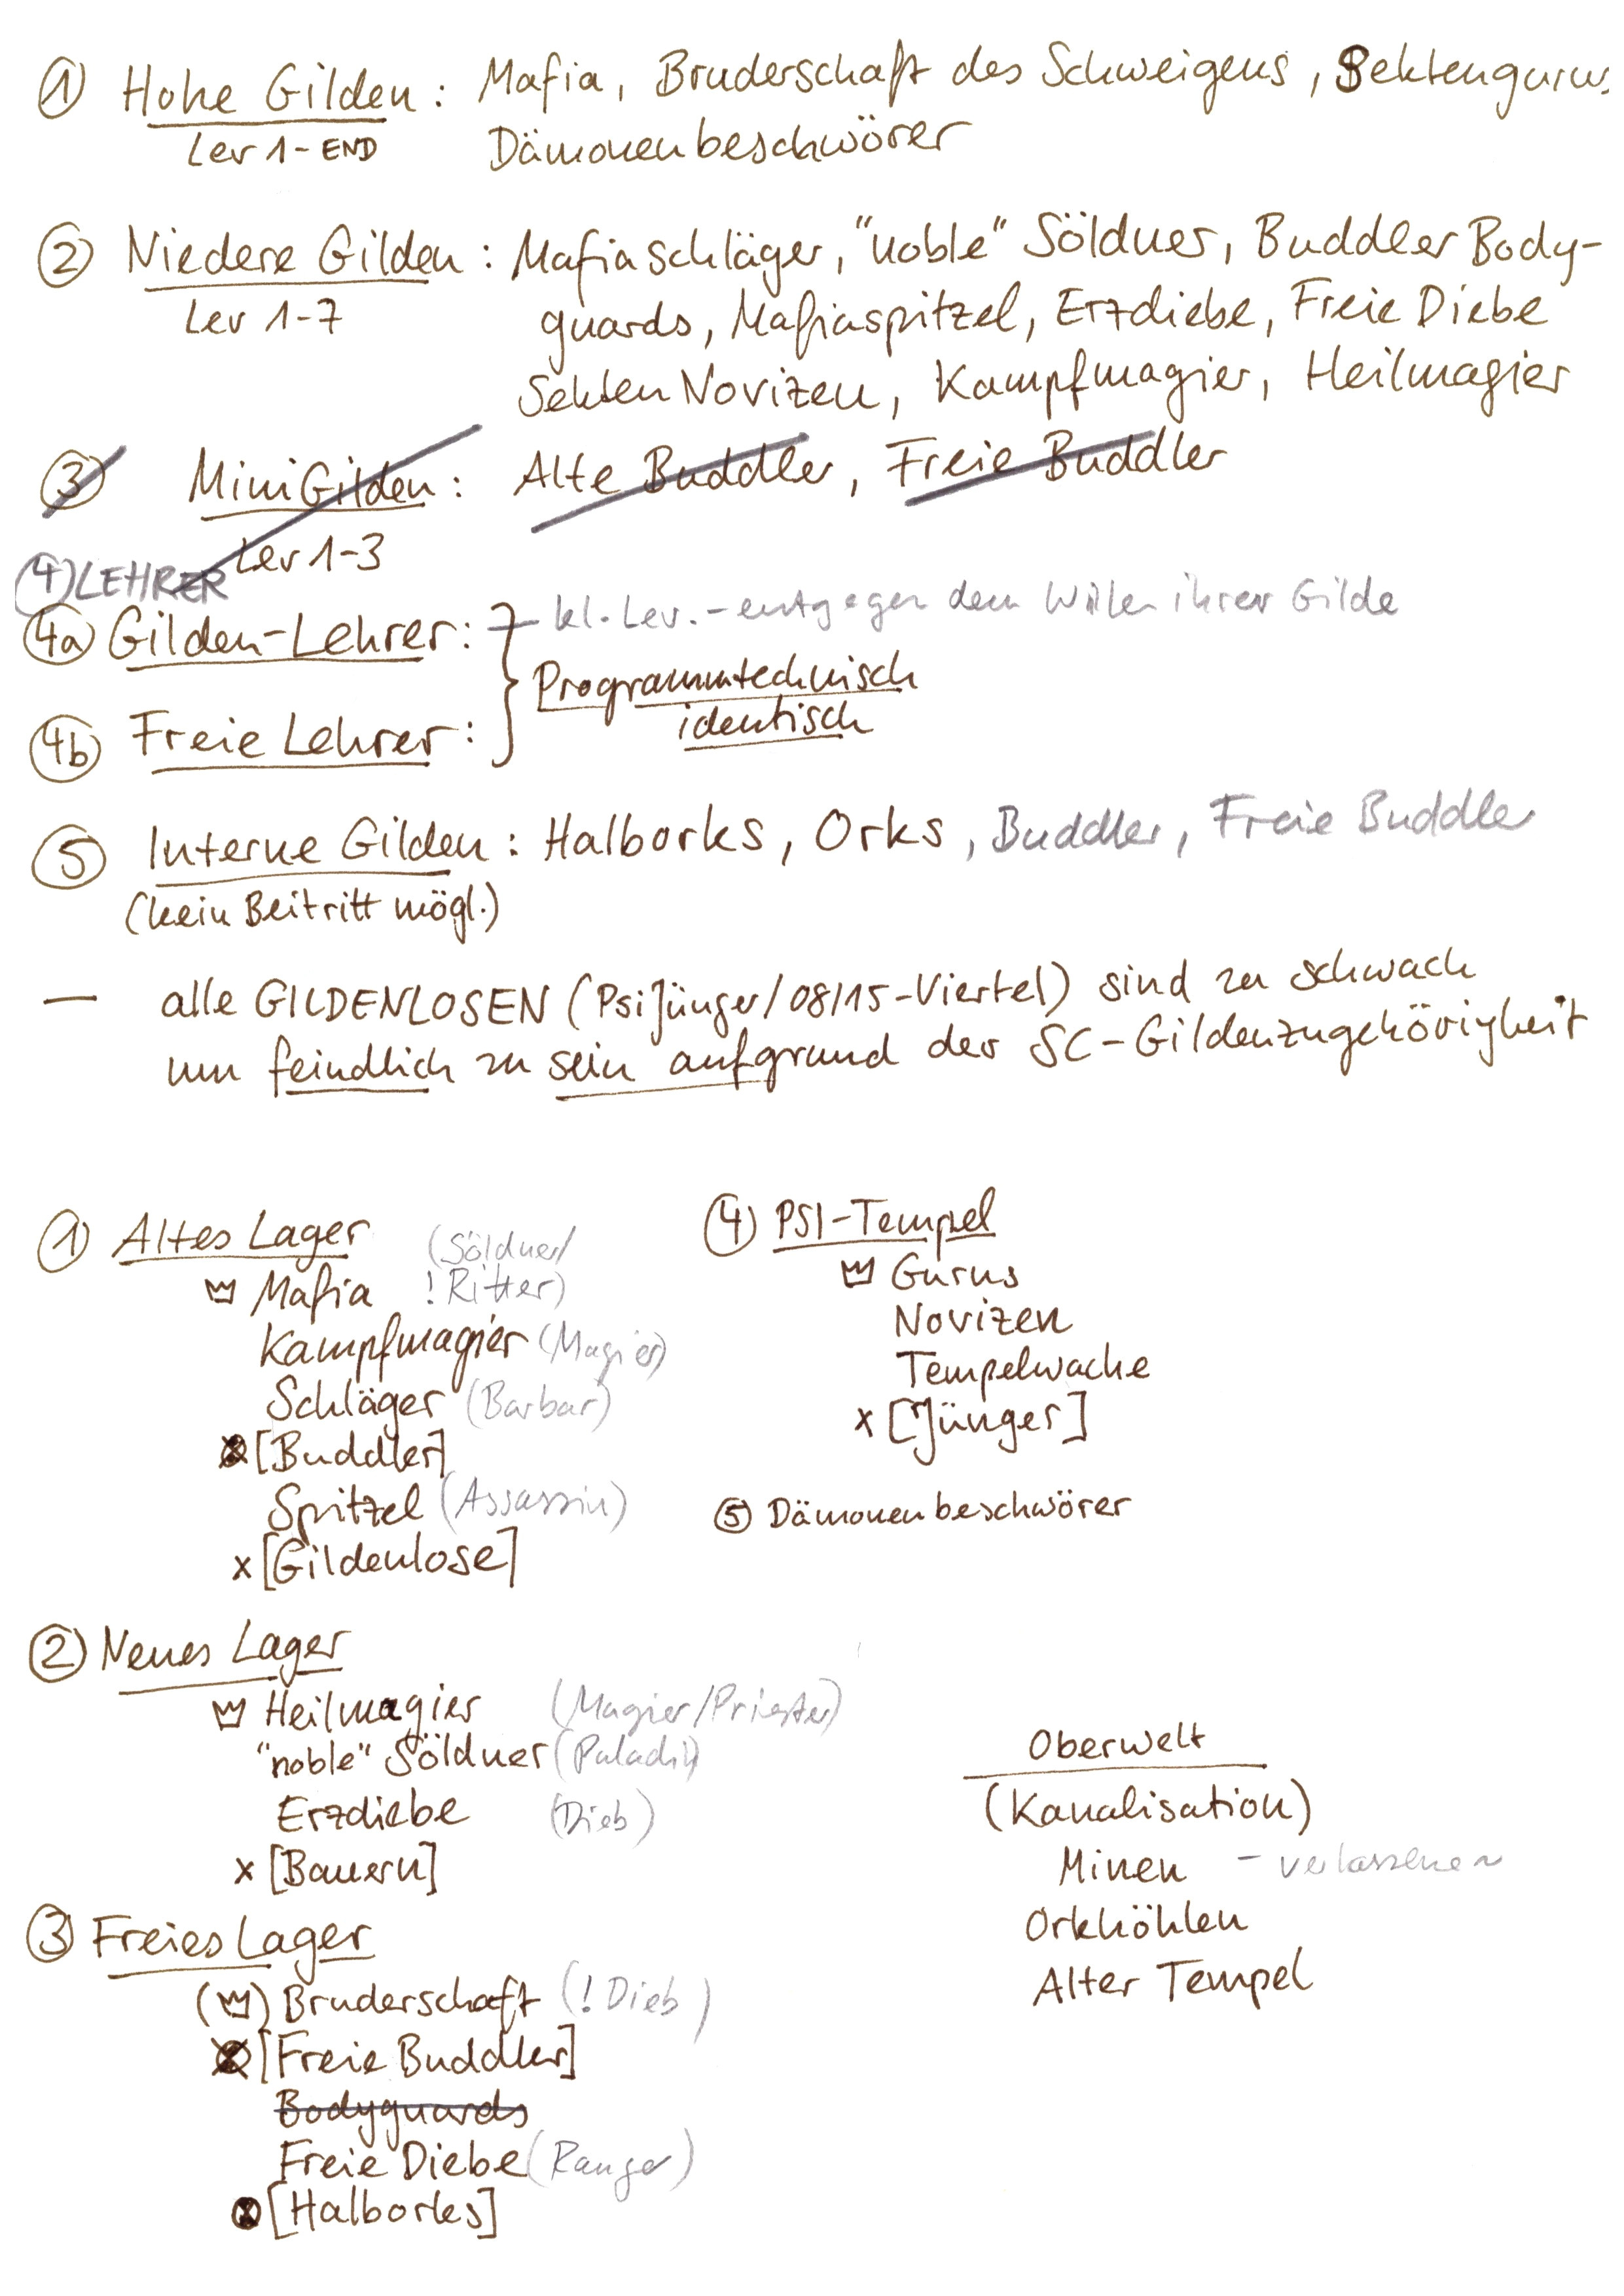 ① Hohe Gilden: Mafia, Bruderschaft des Schweigens, Sektengurus
Lev 1-END Dämonenbeschwörer
② Niedere Gilden: Mafiaschläger, "noble" Söldner, Buddler Body-
Lev 1-7 guards, Mafiaspitzel, Erzdiebe, Freie Diebe
Sekten Novizen, Kampfmagier, Heilmagier
③ MiniGilden: Alte Buddler, Freie Buddler
Lev 1-3
④ LEHRER
4a Gilden-Lehrer: kl. Lev. - entgegen dem Willen ihrer Gilde
Programmtechnisch
identisch
4b Freie Lehrer:
⑤ Interne Gilden: Halborks, Orks, Buddler, Freie Buddler
(kein Beitritt mögl.)
— alle GILDENLOSEN (PsiJünger/08/15-Viertel) sind zu schwach
um feindlich zu sein aufgrund der SC-Gildenzugehörigkeit
① Altes Lager (Söldner/
Mafia ! Ritter)
Kampfmagier (Magier)
Schläger (Barbar)
[Buddler]
Spitzel (Assassin)
x [Gildenlose]
② Neues Lager
Heilmagier (Magier/Priester)
"noble" Söldner (Paladin)
Erzdiebe (Dieb)
x [Bauern]
③ Freies Lager
Bruderschaft (! Dieb)
[Freie Buddler]
Bodyguards
Freie Diebe (Ranger)
[Halborks]
④ PSI-Tempel
Gurus
Novizen
Tempelwache
x [Jünger]
⑤ Dämonenbeschwörer
Oberwelt
(Kanalisation)
Minen - verlassene
Orkhöhlen
Alter Tempel